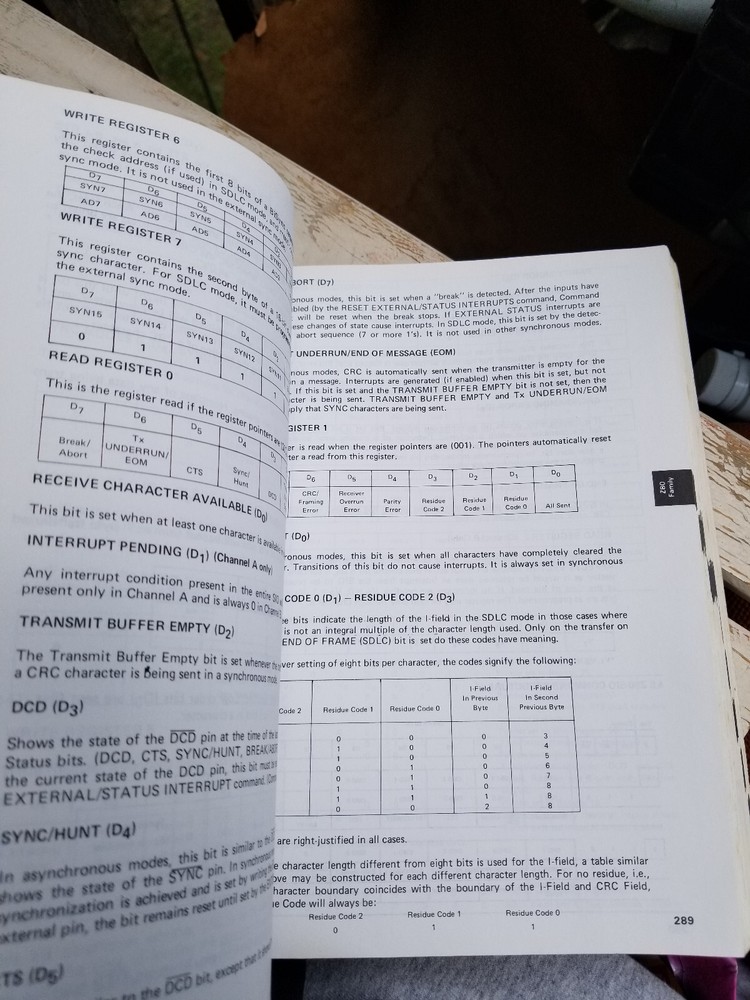 WRITE REGISTER 6
This register contains the first 8 bits of a
the check address (if used) in SDLC mode, and
sync mode. It is not used in the external sync mode.
D7 D6 D5 D4
SYN7 SYN6 SYN5 SYN4
AD7 AD6 AD5 AD4
WRITE REGISTER 7
This register contains the second byte of a
sync character. For SDLC mode, it must be
the external sync mode.
D7 D6 D5 D4
SYN15 SYN14 SYN13 SYN12
0 1 1 1 1
READ REGISTER 0
This is the register read if the register pointers are
D7 D6 D5 D4
Break/ Tx CTS Sync/ DCD
Abort UNDERRUN/ Hunt
EOM
RECEIVE CHARACTER AVAILABLE (D0)
This bit is set when at least one character is
INTERRUPT PENDING (D1) (Channel A only)
Any interrupt condition present in the entire
present only in Channel A and is always 0 in
TRANSMIT BUFFER EMPTY (D2)
The Transmit Buffer Empty bit is set whenever the
a CRC character is being sent in a synchronous mode.
DCD (D3)
Shows the state of the D̅C̅D̅ pin at the time of the
Status bits. (DCD, CTS, SYNC/HUNT,
the current state of the D̅C̅D̅ pin, this bit must
EXTERNAL/STATUS INTERRUPT command.
SYNC/HUNT (D4)
In asynchronous modes, this bit is similar to the
shows the state of the S̅Y̅N̅C̅ pin. In
ynchronization is achieved and is set by writing
xternal pin, the bit remains reset until set by the
TS (D5)
to the D̅C̅D̅ bit, except that it
BORT (D7)
onous modes, this bit is set when a "break" is detected. After the inputs have
bled (by the RESET EXTERNAL/STATUS INTERRUPTS command, Command
will be reset when the break stops. If EXTERNAL STATUS interrupts are
ese changes of state cause interrupts. In SDLC mode, this bit is set by the detec-
abort sequence (7 or more 1's). It is not used in other synchronous modes.
UNDERRUN/END OF MESSAGE (EOM)
nous modes, CRC is automatically sent when the transmitter is empty for the
n a message. Interrupts are generated (if enabled) when this bit is set, but not
. If this bit is set and the TRANSMIT BUFFER EMPTY bit is not set, then the
cter is being sent. TRANSMIT BUFFER EMPTY and Tx UNDERRUN/EOM
ply that SYNC characters are being sent.
GISTER 1
er is read when the register pointers are (001). The pointers automatically reset
ter a read from this register.
D6 D5 D4 D3 D2 D1 D0
CRC/ Receiver Parity Residue Residue Residue All Sent
Framing Overrun Error Code 2 Code 1 Code 0
Error Error
T (D0)
ronous modes, this bit is set when all characters have completely cleared the
r. Transitions of this bit do not cause interrupts. It is always set in synchronous
CODE 0 (D1) – RESIDUE CODE 2 (D3)
e bits indicate the length of the I-field in the SDLC mode in those cases where
is not an integral multiple of the character length used. Only on the transfer on
END OF FRAME (SDLC) bit is set do these codes have meaning.
ver setting of eight bits per character, the codes signify the following:
Code 2 Residue Code 1 Residue Code 0 I-Field In Previous Byte I-Field In Second Previous Byte
0 0 0 3
1 0 0 4
1 0 0 5
0 1 0 6
0 1 0 7
1 1 0 8
1 1 1 8
0 0 2 8
are right-justified in all cases.
e character length different from eight bits is used for the I-field, a table similar
ove may be constructed for each different character length. For no residue, i.e.,
haracter boundary coincides with the boundary of the I-Field and CRC Field,
e Code will always be:
Residue Code 2 Residue Code 1 Residue Code 0
0 1 1
289
Z80
Family